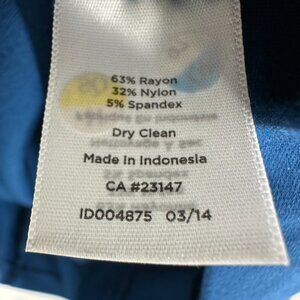 63% Rayon
32% Nylon
5% Spandex
Dry Clean
Made in Indonesia
CA #23147
ID004875 03/14